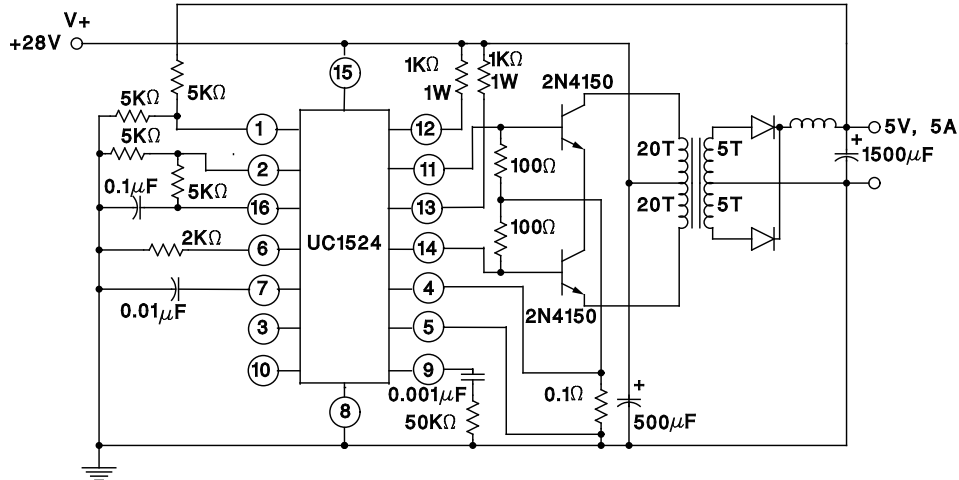 V+
+28V
15
1KΩ
1W
1KΩ
1W
2N4150
5KΩ
5KΩ
5KΩ
5KΩ
0.1μF
2KΩ
0.01μF
1
2
16
6
7
3
10
UC1524
12
11
13
14
4
5
9
8
100Ω
100Ω
2N4150
0.001μF
50KΩ
0.1Ω
+
500μF
20T
20T
5T
5T
5V, 5A
+
1500μF